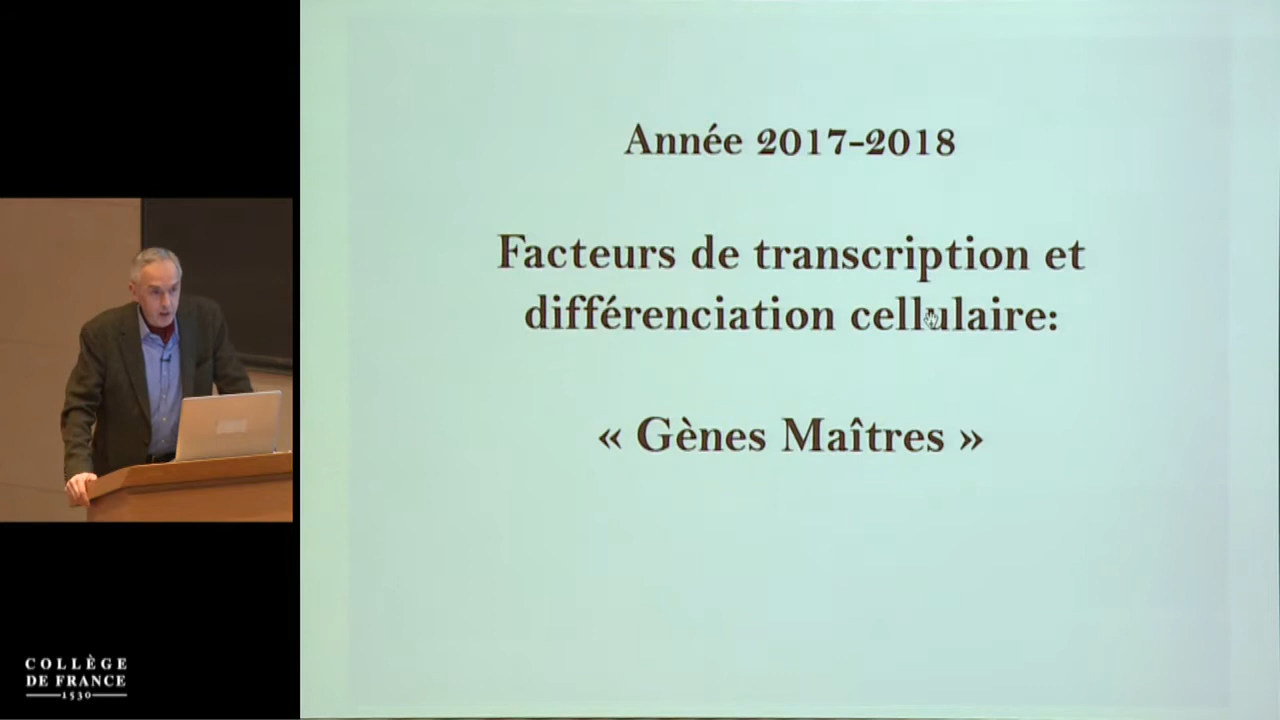 Année 2017-2018
Facteurs de transcription et
différenciation cellulaire:
« Gènes Maîtres »
COLLÈGE
DE FRANCE
1530